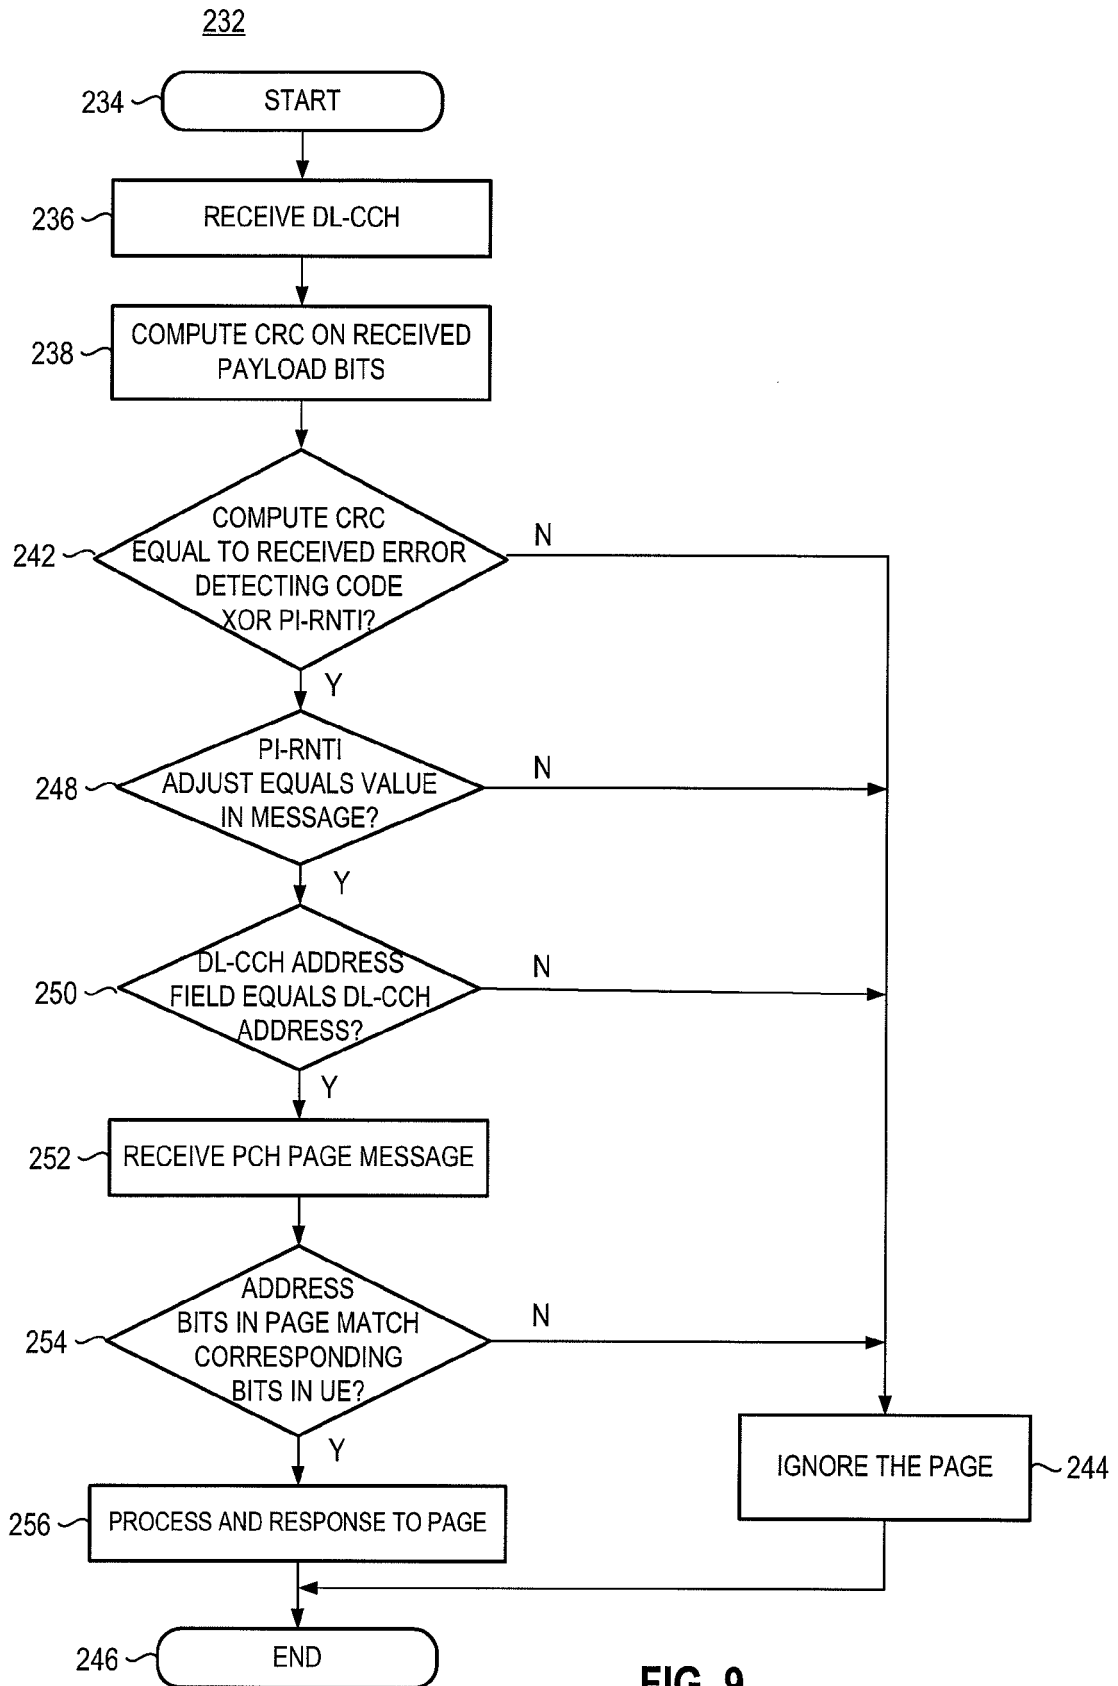 232
234
START
236
RECEIVE DL-CCH
238
COMPUTE CRC ON RECEIVED
PAYLOAD BITS
242
COMPUTE CRC
EQUAL TO RECEIVED ERROR
DETECTING CODE
XOR PI-RNTI?
N
Y
248
PI-RNTI
ADJUST EQUALS VALUE
IN MESSAGE?
N
Y
250
DL-CCH ADDRESS
FIELD EQUALS DL-CCH
ADDRESS?
N
Y
252
RECEIVE PCH PAGE MESSAGE
254
ADDRESS
BITS IN PAGE MATCH
CORRESPONDING
BITS IN UE?
N
Y
IGNORE THE PAGE
244
256
PROCESS AND RESPONSE TO PAGE
246
END
FIG. 9